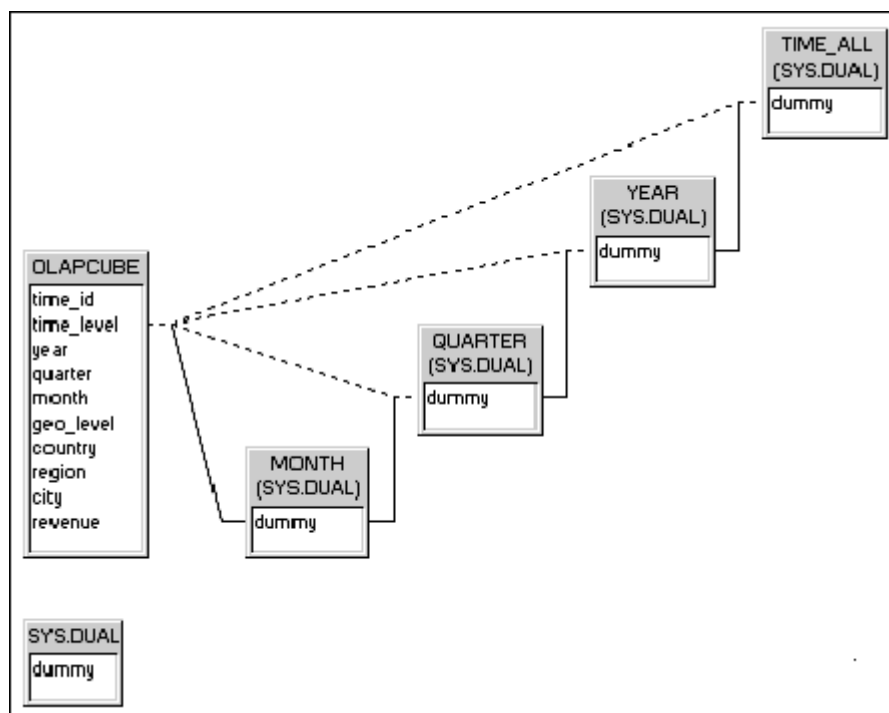 TIME_ALL
(SYS.DUAL)
dummy
YEAR
(SYS.DUAL)
dummy
OLAPCUBE
time_id
time_level
year
quarter
month
geo_level
country
region
city
revenue
QUARTER
(SYS.DUAL)
dummy
MONTH
(SYS.DUAL)
dummy
SYS.DUAL
dummy